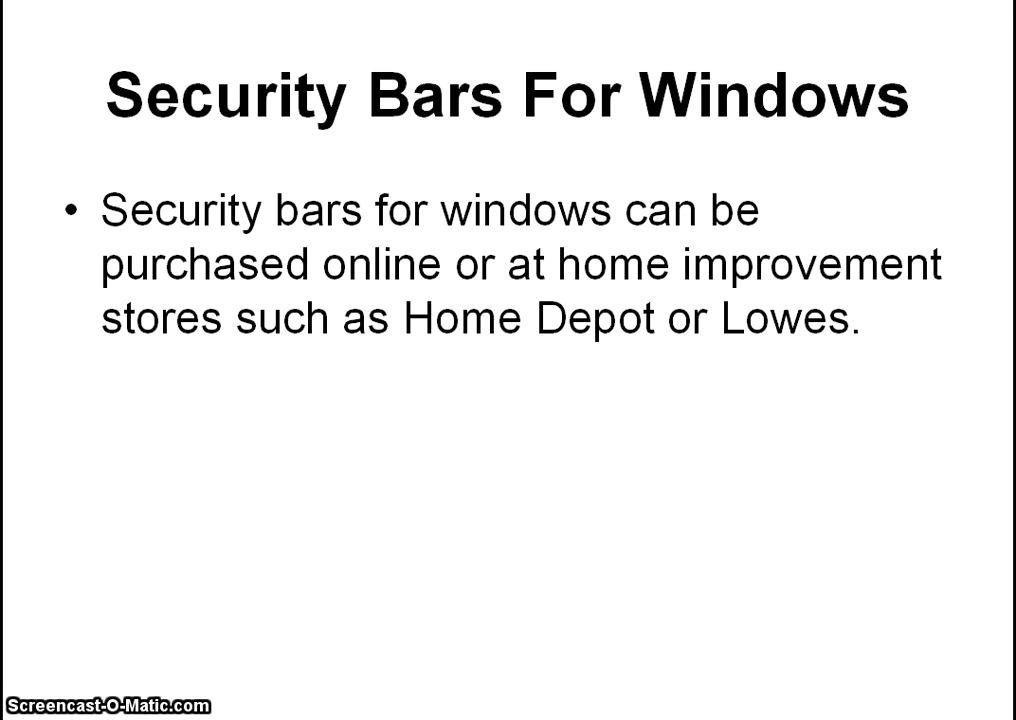 Security Bars For Windows
• Security bars for windows can be
purchased online or at home improvement
stores such as Home Depot or Lowes.
Screencast-O-Matic.com